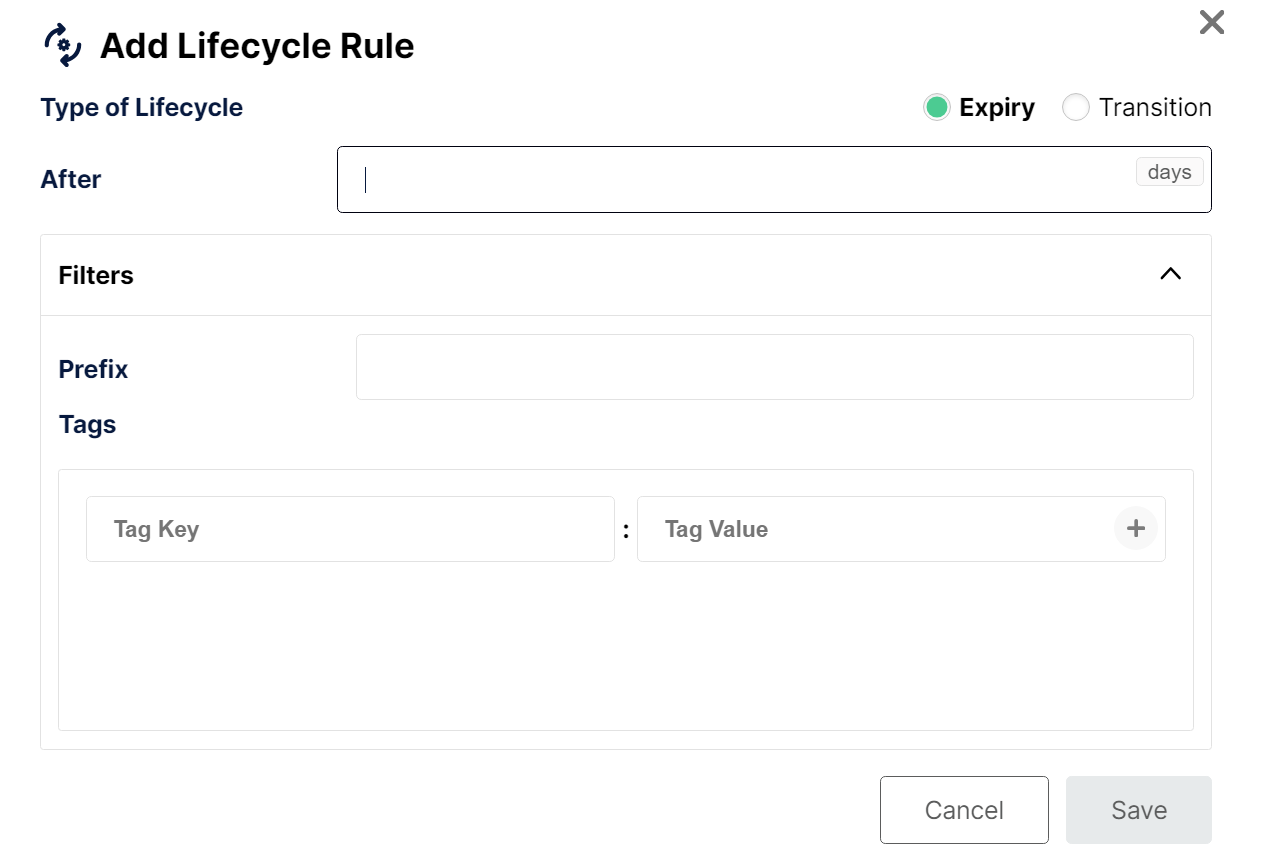 Add Lifecycle Rule
Type of Lifecycle Expiry Transition
After days
Filters
Prefix
Tags
Tag Key : Tag Value +
Cancel Save